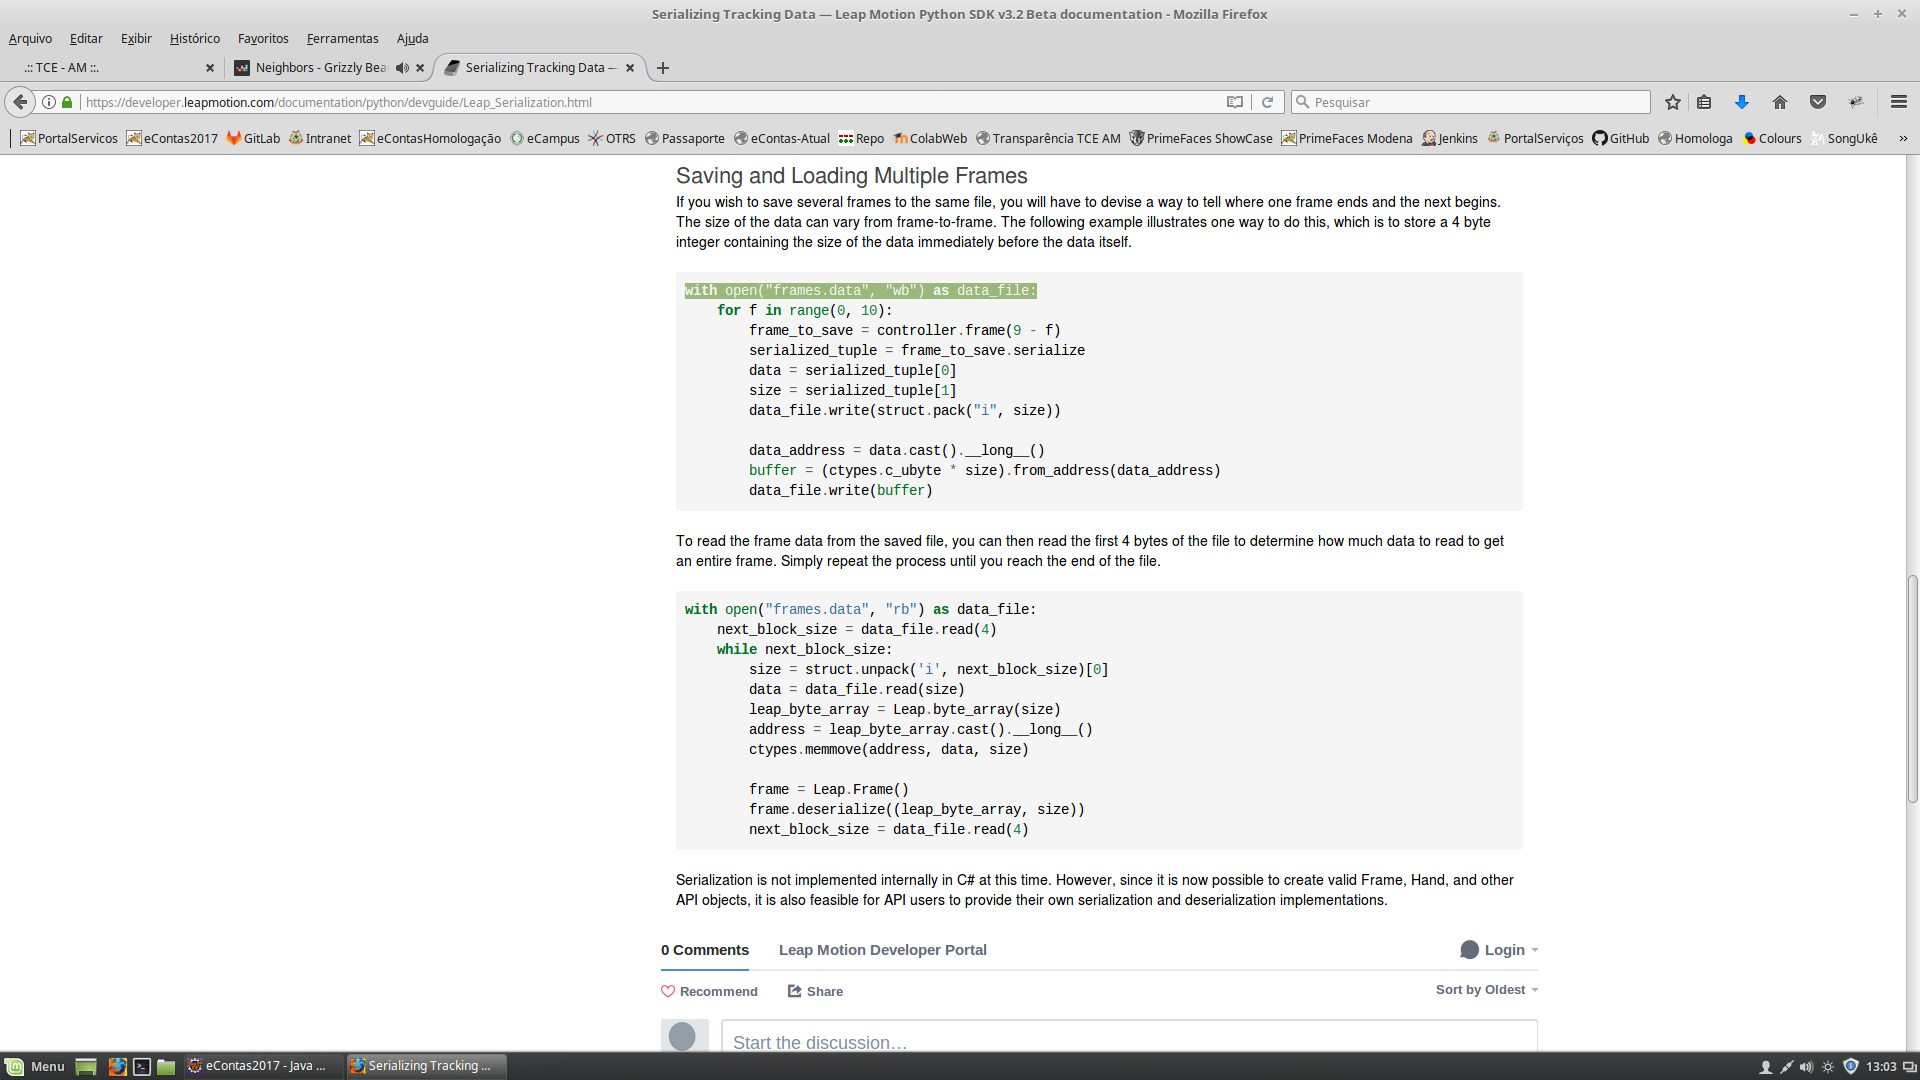 Serializing Tracking Data — Leap Motion Python SDK v3.2 Beta documentation - Mozilla Firefox
Arquivo Editar Exibir Histórico Favoritos Ferramentas Ajuda
.:: TCE - AM ::. Neighbors - Grizzly Bea Serializing Tracking Data —
https://developer.leapmotion.com/documentation/python/devguide/Leap_Serialization.html Pesquisar
PortalServicos eContas2017 GitLab Intranet eContasHomologação eCampus OTRS Passaporte eContas-Atual Repo ColabWeb Transparência TCE AM PrimeFaces ShowCase PrimeFaces Modena Jenkins PortalServiços GitHub Homologa Colours SongUkê »
Saving and Loading Multiple Frames
If you wish to save several frames to the same file, you will have to devise a way to tell where one frame ends and the next begins.
The size of the data can vary from frame-to-frame. The following example illustrates one way to do this, which is to store a 4 byte
integer containing the size of the data immediately before the data itself.
with open("frames.data", "wb") as data_file:
    for f in range(0, 10):
        frame_to_save = controller.frame(9 - f)
        serialized_tuple = frame_to_save.serialize
        data = serialized_tuple[0]
        size = serialized_tuple[1]
        data_file.write(struct.pack("i", size))
        data_address = data.cast().__long__()
        buffer = (ctypes.c_ubyte * size).from_address(data_address)
        data_file.write(buffer)
To read the frame data from the saved file, you can then read the first 4 bytes of the file to determine how much data to read to get
an entire frame. Simply repeat the process until you reach the end of the file.
with open("frames.data", "rb") as data_file:
    next_block_size = data_file.read(4)
    while next_block_size:
        size = struct.unpack('i', next_block_size)[0]
        data = data_file.read(size)
        leap_byte_array = Leap.byte_array(size)
        address = leap_byte_array.cast().__long__()
        ctypes.memmove(address, data, size)
        frame = Leap.Frame()
        frame.deserialize((leap_byte_array, size))
        next_block_size = data_file.read(4)
Serialization is not implemented internally in C# at this time. However, since it is now possible to create valid Frame, Hand, and other
API objects, it is also feasible for API users to provide their own serialization and deserialization implementations.
0 Comments Leap Motion Developer Portal Login
Recommend Share Sort by Oldest
Start the discussion…
Menu eContas2017 - Java ... Serializing Tracking ... 13:03